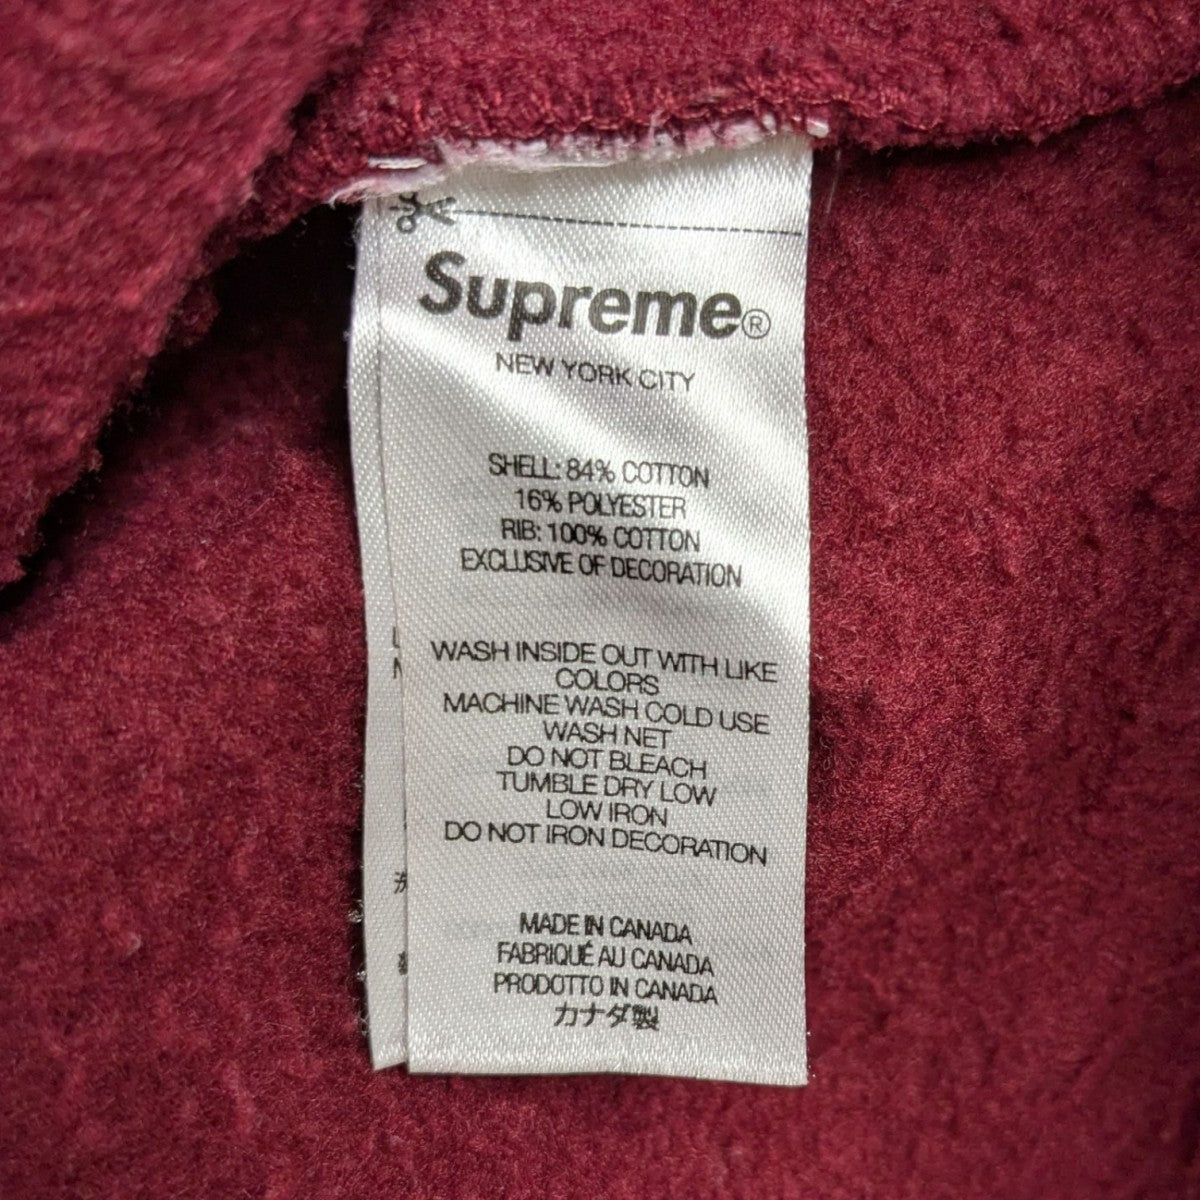 Supreme®
NEW YORK CITY
SHELL: 84% COTTON
16% POLYESTER
RIB: 100% COTTON
EXCLUSIVE OF DECORATION
WASH INSIDE OUT WITH LIKE
COLORS
MACHINE WASH COLD USE
WASH NET
DO NOT BLEACH
TUMBLE DRY LOW
LOW IRON
DO NOT IRON DECORATION
MADE IN CANADA
FABRIQUÉ AU CANADA
PRODOTTO IN CANADA
カナダ製